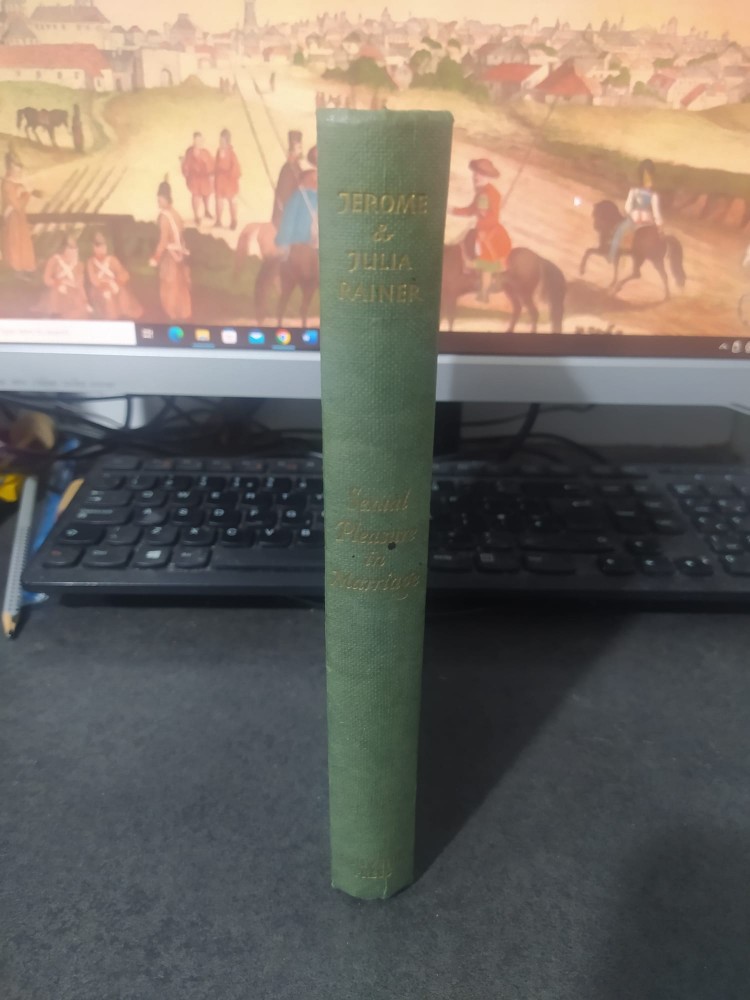 JEROME
&
JULIA
RAINER
Sexual
Pleasure
in
Marriage